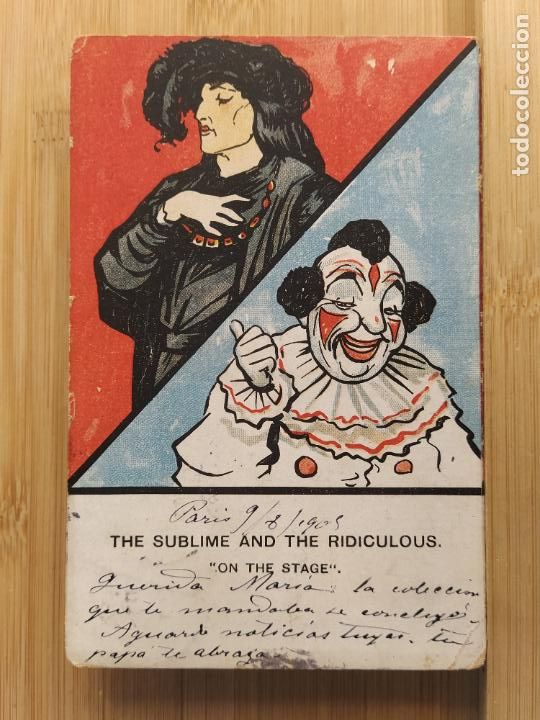 todocoleccion
Paris 9/8/1905
THE SUBLIME AND THE RIDICULOUS.
"ON THE STAGE".
Querida María: la coleccion
que te mandaba se concluyó.
Aguardo noticias tuyas. tu
papá te abraza